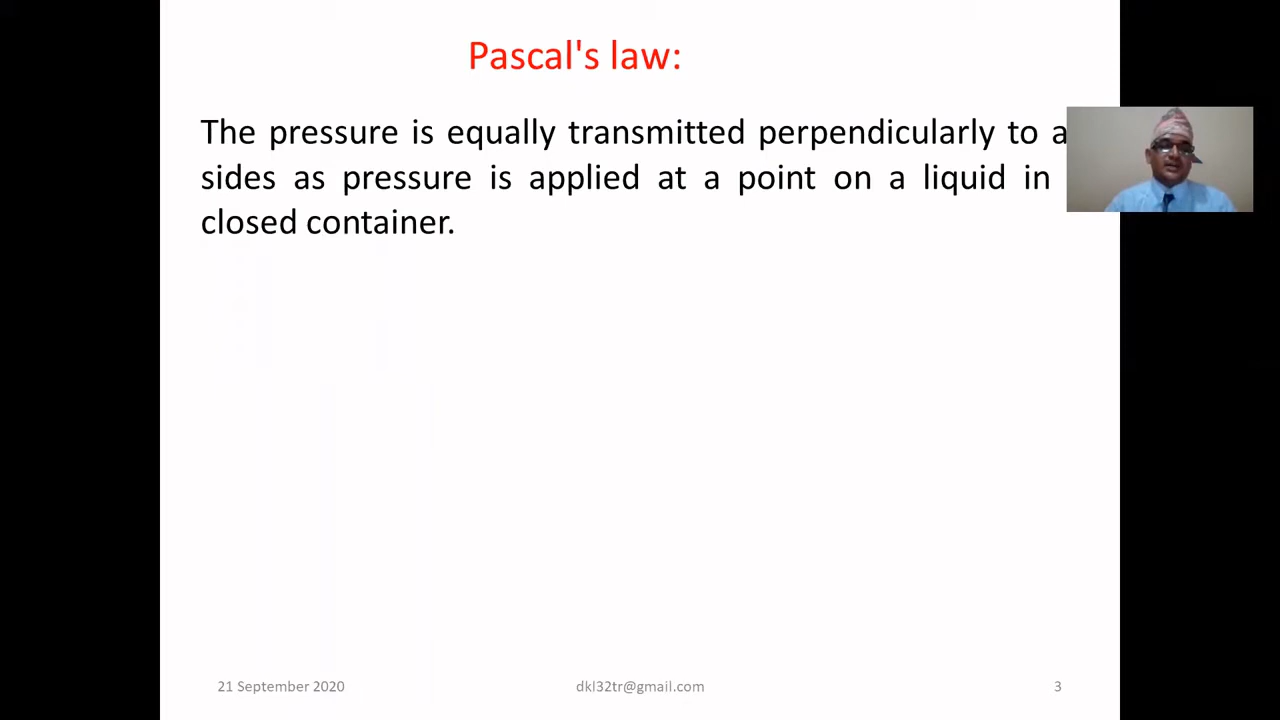 Pascal's law:
The pressure is equally transmitted perpendicularly to
sides as pressure is applied at a point on a liquid in
closed container.
21 September 2020 dkl32tr@gmail.com 3